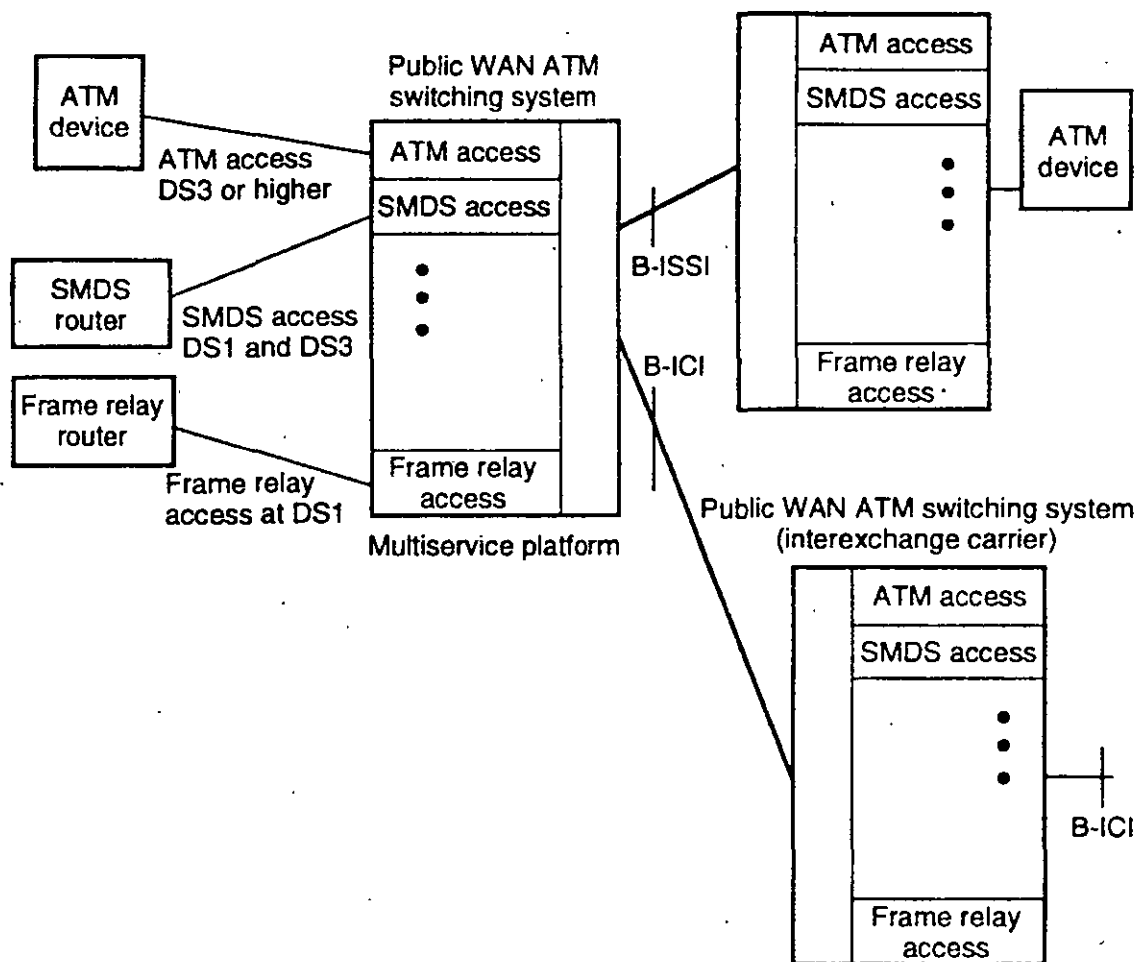 ATM
device
ATM access
DS3 or higher
SMDS
router
SMDS access
DS1 and DS3
Frame relay
router
Frame relay
access at DS1
Public WAN ATM
switching system
ATM access
SMDS access
Frame relay
access
Multiservice platform
B-ISSI
B-ICI
ATM access
SMDS access
Frame relay
access
ATM
device
Public WAN ATM switching system
(interexchange carrier)
ATM access
SMDS access
Frame relay
access
B-ICI